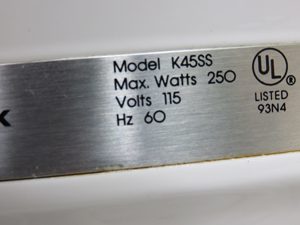 Model K45SS
Max. Watts 250
Volts 115
Hz 60
UL
®
LISTED
93N4